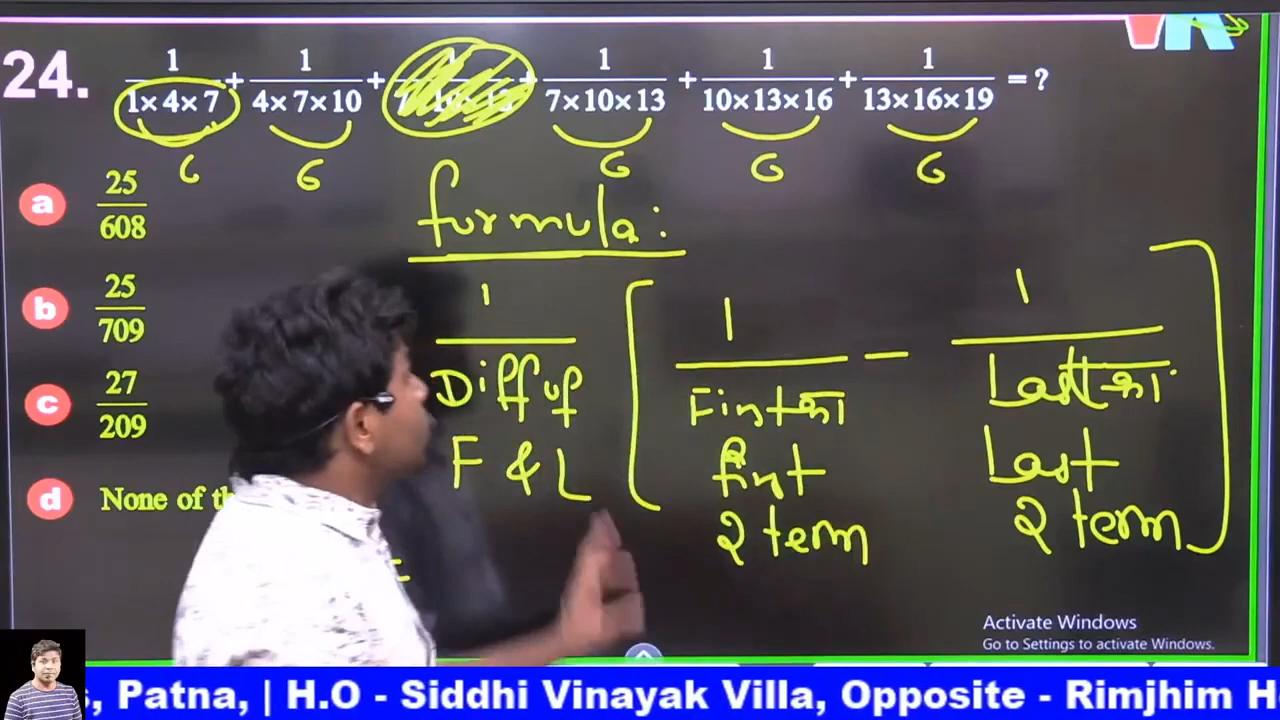 24. 1/(1×4×7) + 1/(4×7×10) + + 1/(7×10×13) + 1/(10×13×16) + 1/(13×16×19) = ?
6 6 6 6 6
a 25/608
b 25/709
c 27/209
d None of th
formula:
1/(Diff of F & L) [ 1/(First का first 2 term) − 1/(Last का Last 2 term) ]
Activate Windows
Go to Settings to activate Windows.
, Patna, | H.O - Siddhi Vinayak Villa, Opposite - Rimjhim H